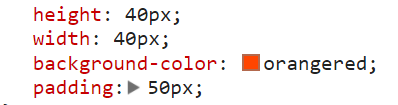 height: 40px;
width: 40px;
background-color: orangered;
padding: 50px;